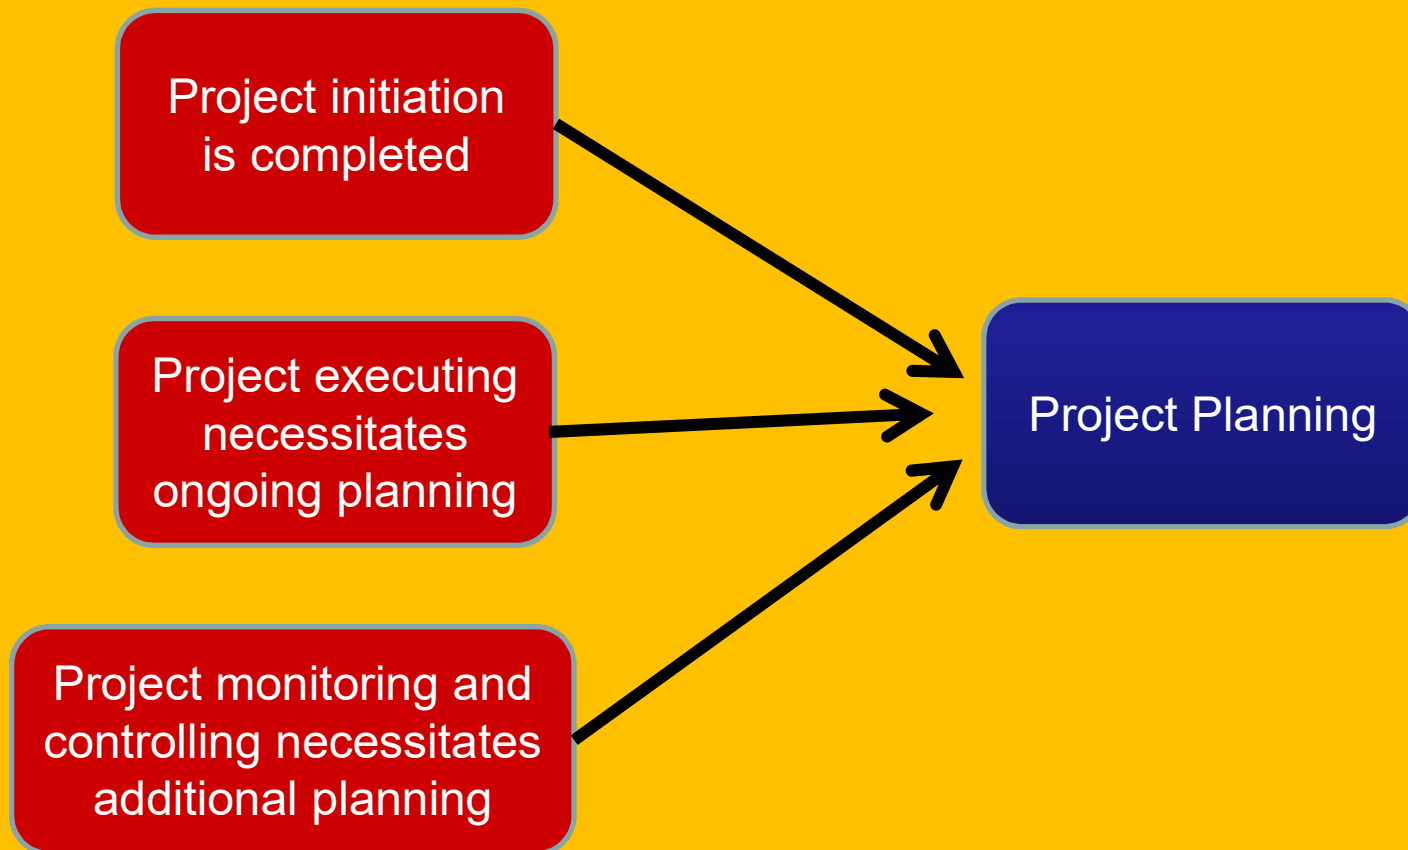 Project initiation
is completed
Project executing
necessitates
ongoing planning
Project Planning
Project monitoring and
controlling necessitates
additional planning